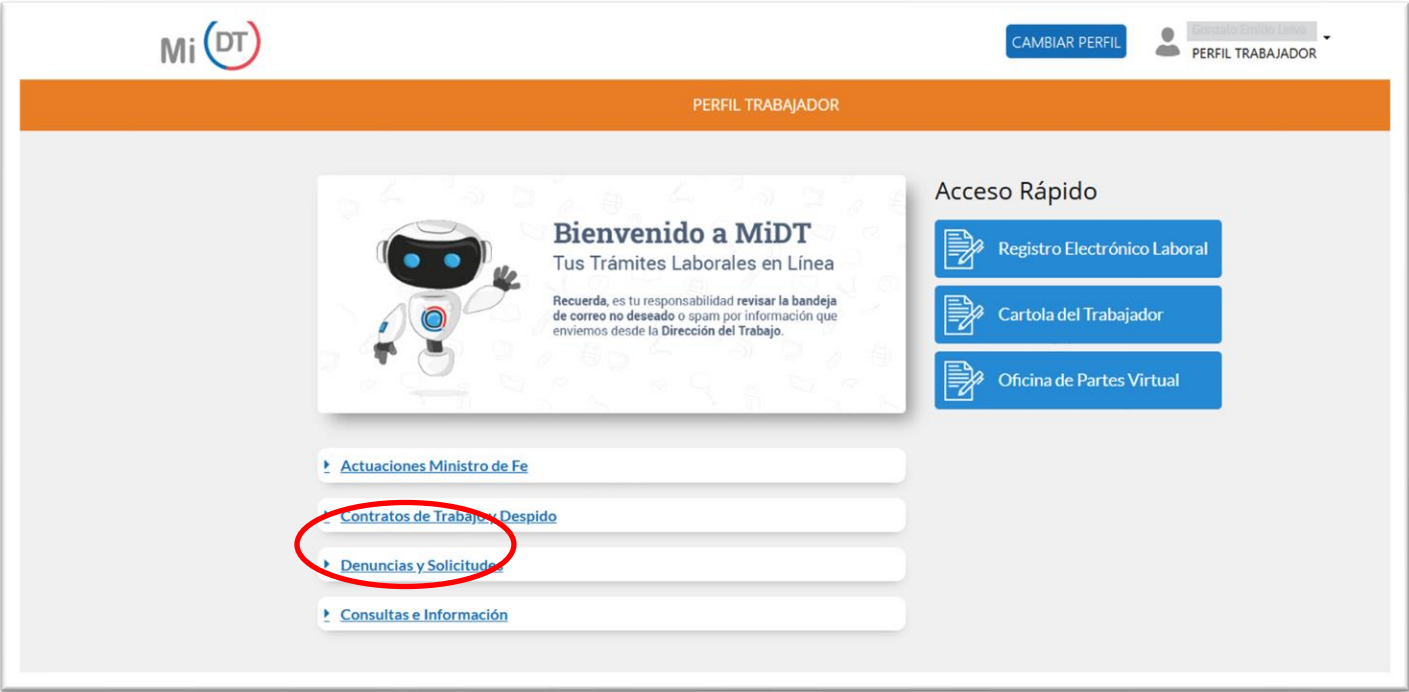 Mi DT
CAMBIAR PERFIL
Gonzalo Emilio Leiva
PERFIL TRABAJADOR
PERFIL TRABAJADOR
Bienvenido a MiDT
Tus Trámites Laborales en Línea
Recuerda, es tu responsabilidad revisar la bandeja
de correo no deseado o spam por información que
enviemos desde la Dirección del Trabajo.
Acceso Rápido
Registro Electrónico Laboral
Cartola del Trabajador
Oficina de Partes Virtual
Actuaciones Ministro de Fe
Contratos de Trabajo y Despido
Denuncias y Solicitudes
Consultas e Información